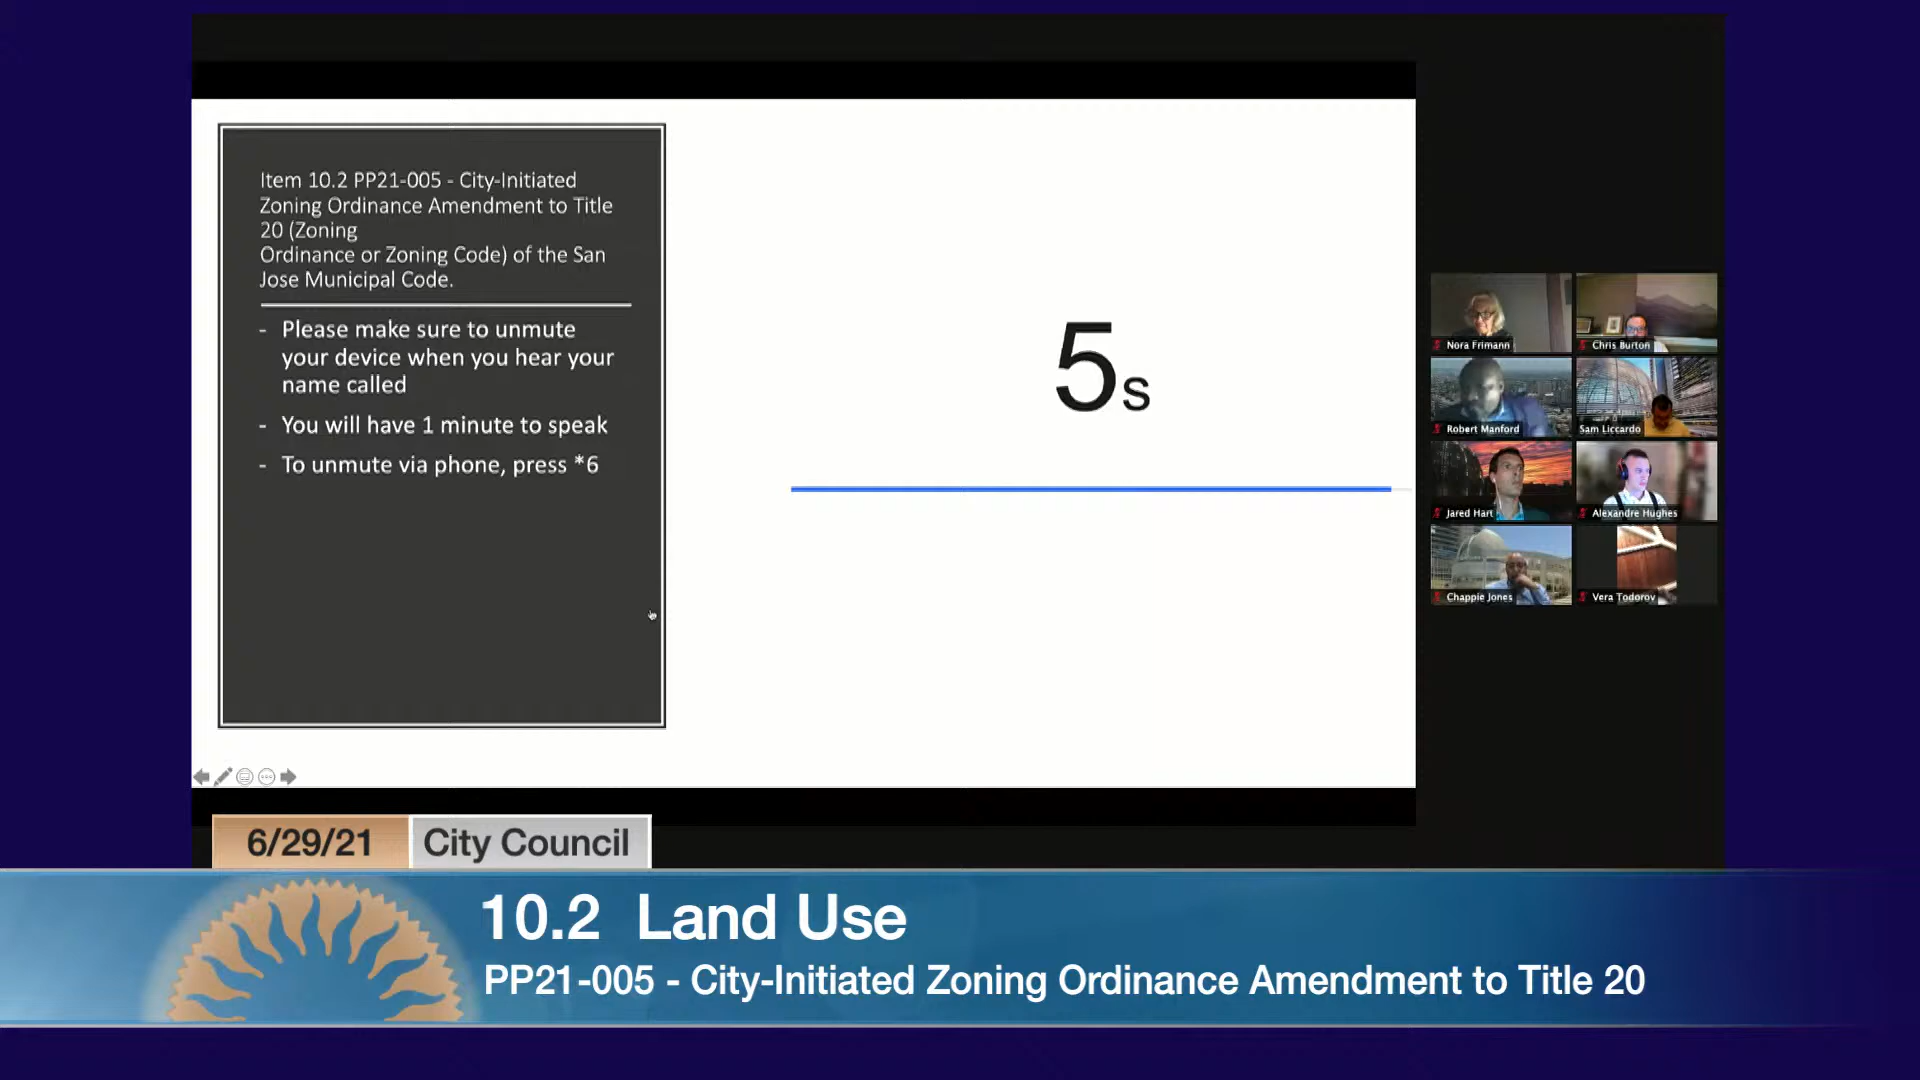 Item 10.2 PP21-005 - City-Initiated
Zoning Ordinance Amendment to Title
20 (Zoning
Ordinance or Zoning Code) of the San
Jose Municipal Code.
- Please make sure to unmute
your device when you hear your
name called
- You will have 1 minute to speak
- To unmute via phone, press *6
5s
Nora Frimann
Chris Burton
Robert Manford
Sam Liccardo
Jared Hart
Alexandre Hughes
Chappie Jones
Vera Todorov
6/29/21
City Council
10.2 Land Use
PP21-005 - City-Initiated Zoning Ordinance Amendment to Title 20